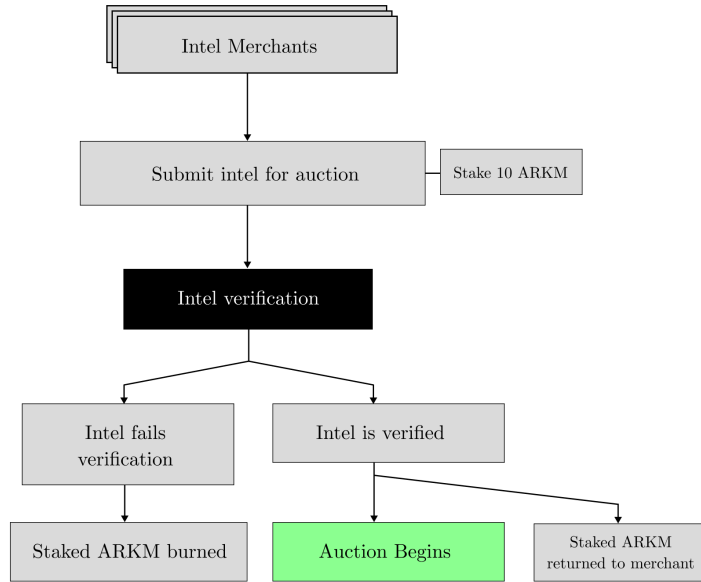 Intel Merchants
Submit intel for auction
Stake 10 ARKM
Intel verification
Intel fails
verification
Intel is verified
Staked ARKM burned
Auction Begins
Staked ARKM
returned to merchant